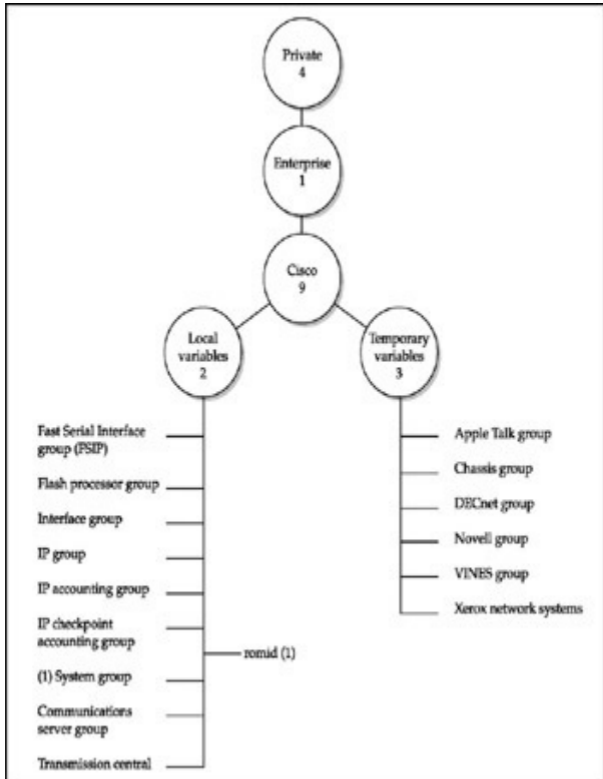 Private
4
Enterprise
1
Cisco
9
Local
variables
2
Temporary
variables
3
Fast Serial Interface
group (FSIP)
Flash processor group
Interface group
IP group
IP accounting group
IP checkpoint
accounting group
romid (1)
(1) System group
Communications
server group
Transmission central
Apple Talk group
Chassis group
DECnet group
Novell group
VINES group
Xerox network systems